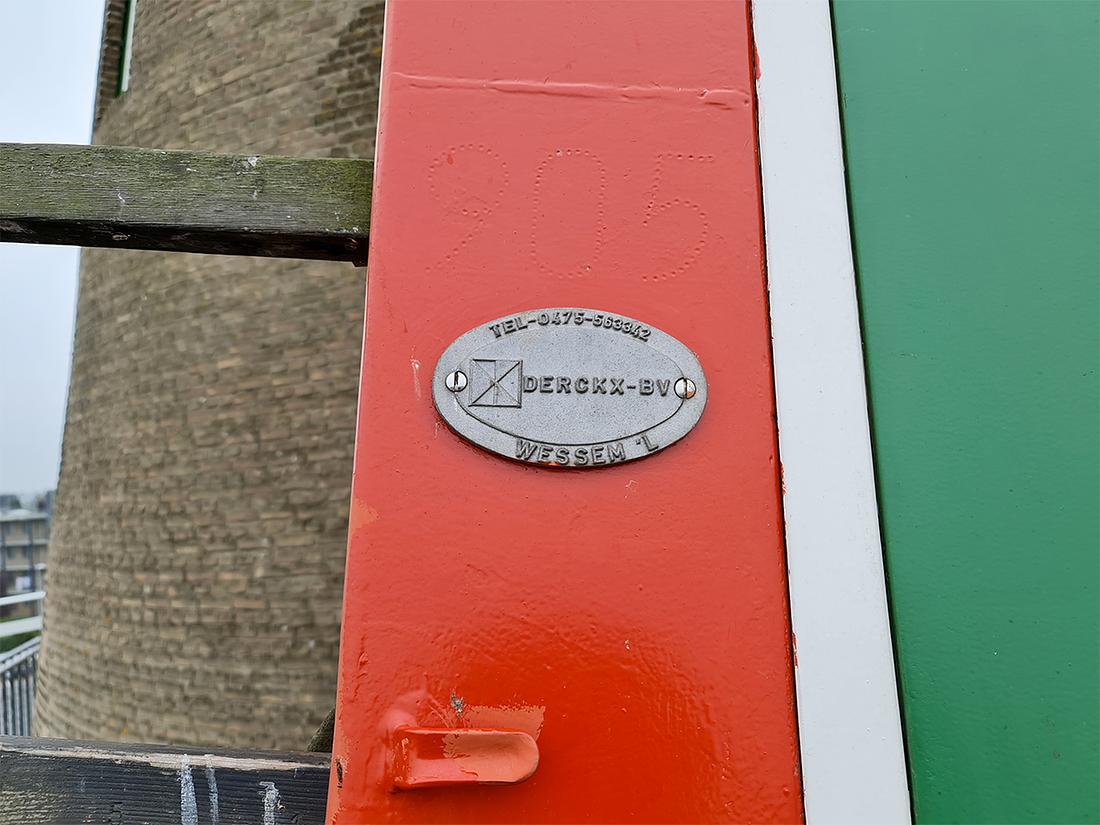 905
TEL-0475-563342
DERCKX-BV
WESSEM 'L